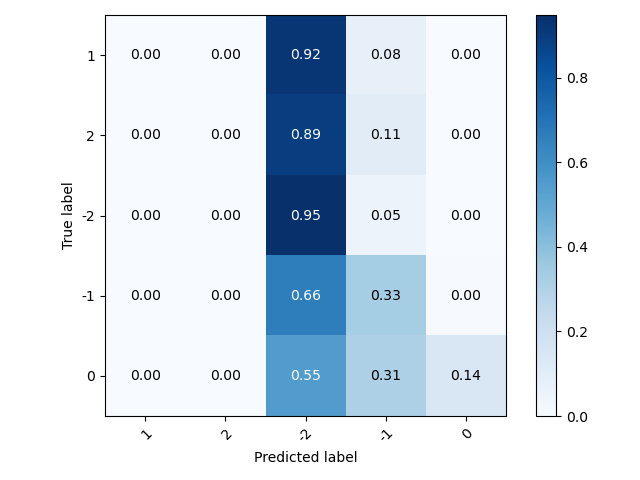 1 0.00 0.00 0.92 0.08 0.00
2 0.00 0.00 0.89 0.11 0.00
-2 0.00 0.00 0.95 0.05 0.00
-1 0.00 0.00 0.66 0.33 0.00
0 0.00 0.00 0.55 0.31 0.14
True label
1 2 -2 -1 0
Predicted label
0.8
0.6
0.4
0.2
0.0